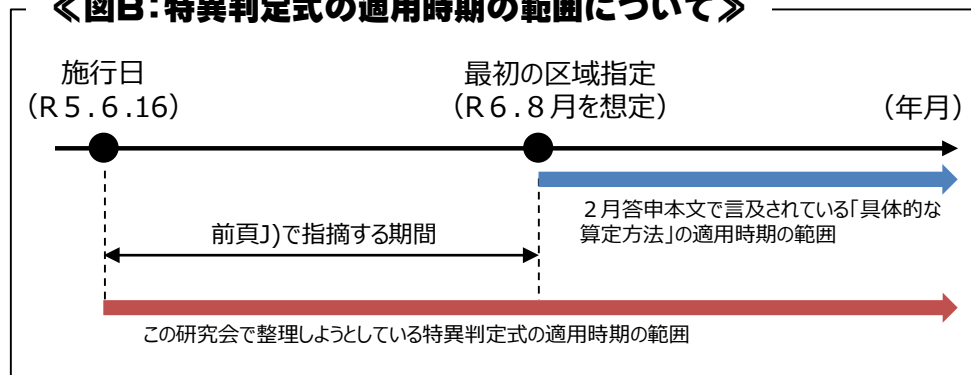 ≪図B:特異判定式の適用時期の範囲について≫
施行日
(R5.6.16)
最初の区域指定
(R6.8月を想定)
(年月)
2月答申本文で言及されている「具体的な
算定方法」の適用時期の範囲
前頁J)で指摘する期間
この研究会で整理しようとしている特異判定式の適用時期の範囲